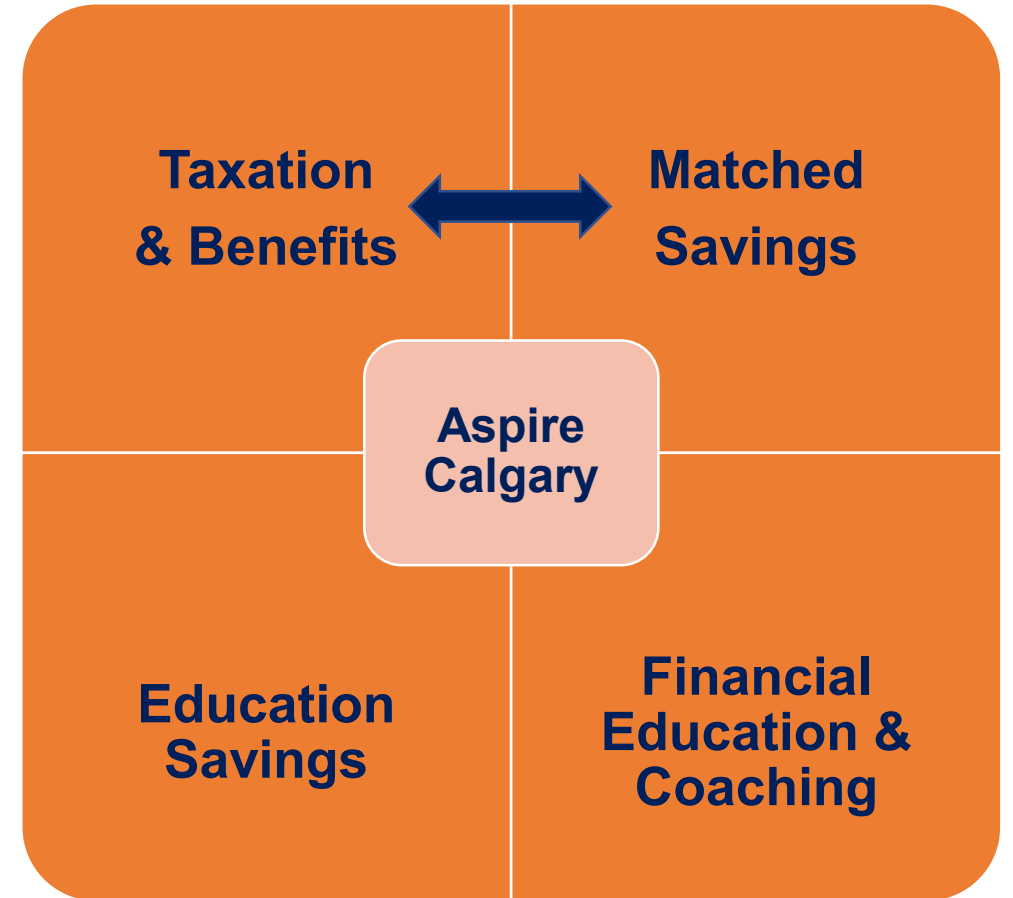 Taxation
& Benefits
Matched
Savings
Aspire
Calgary
Education
Savings
Financial
Education &
Coaching